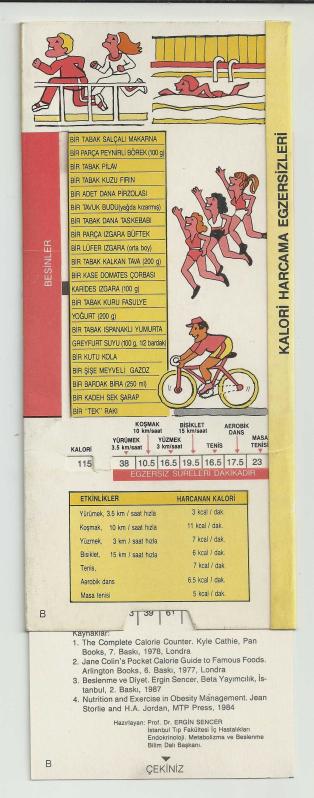 KALORİ HARCAMA EGZERSİZLERİ
BESİNLER
BİR TABAK SALÇALI MAKARNA
BİR PARÇA PEYNİRLİ BÖREK (100 g)
BİR TABAK PİLAV
BİR TABAK KUZU FIRIN
BİR ADET DANA PİRZOLASI
BİR TAVUK BUDU(yağda kızarmış)
BİR TABAK DANA TASKEBABI
BİR PARÇA IZGARA BÜFTEK
BİR LÜFER IZGARA (orta boy)
BİR TABAK KALKAN TAVA (200 g)
BİR KASE DOMATES ÇORBASI
KARİDES IZGARA (100 g)
BİR TABAK KURU FASULYE
YOĞURT (200 g)
BİR TABAK ISPANAKLI YUMURTA
GREYFURT SUYU (100 g, 1/2 bardak)
BİR KUTU KOLA
BİR ŞİŞE MEYVELİ GAZOZ
BİR BARDAK BİRA (250 ml)
BİR KADEH SEK ŞARAP
BİR "TEK" RAKI
KALORİ
YÜRÜMEK 3.5 km/saat
KOŞMAK 10 km/saat
YÜZMEK 3 km/saat
BİSİKLET 15 km/saat
TENİS
AEROBİK DANS
MASA TENİSİ
115 38 10.5 16.5 19.5 16.5 17.5 23
EGZERSİZ SÜRELERİ DAKİKADIR
ETKİNLİKLER HARCANAN KALORİ
Yürümek, 3.5 km / saat hızla 3 kcal / dak.
Koşmak, 10 km / saat hızla 11 kcal / dak.
Yüzmek, 3 km / saat hızla 7 kcal / dak.
Bisiklet, 15 km / saat hızla 6 kcal / dak.
Tenis, 7 kcal / dak.
Aerobik dans 6.5 kcal / dak.
Masa tenisi 5 kcal / dak.
B
39 61
Kaynaklar:
1. The Complete Calorie Counter. Kyle Cathie, Pan
Books, 7. Baskı, 1978, Londra
2. Jane Colin's Pocket Calorie Guide to Famous Foods.
Arlington Books, 6. Baskı, 1977, Londra
3. Beslenme ve Diyet. Ergin Sencer, Beta Yayımcılık, İs-
tanbul, 2. Baskı, 1987
4. Nutrition and Exercise in Obesity Management. Jean
Storlie and H.A. Jordan, MTP Press, 1984
Hazırlayan: Prof. Dr. ERGİN SENCER
İstanbul Tıp Fakültesi İç Hastalıkları
Endokrinoloji, Metabolizma ve Beslenme
Bilim Dalı Başkanı.
B
ÇEKİNİZ